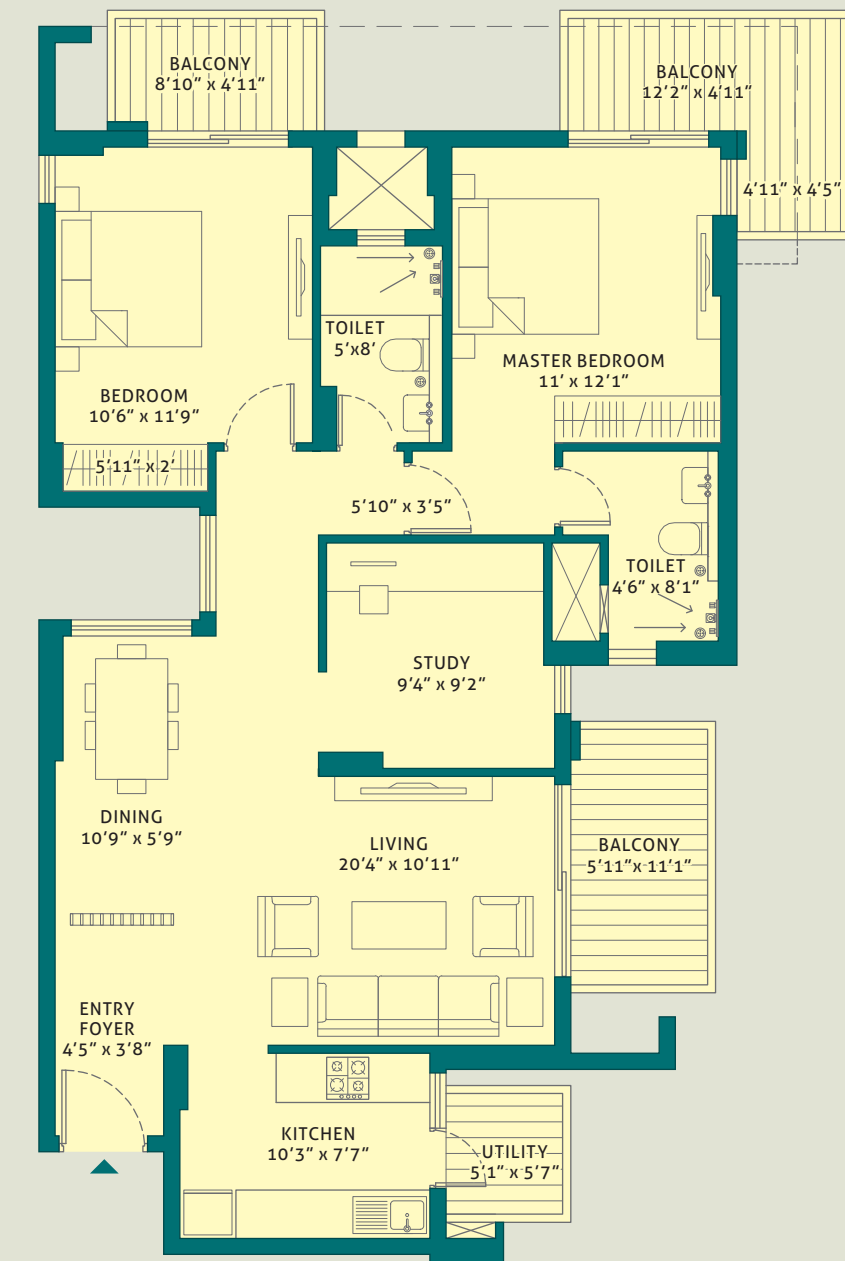 BALCONY
8'10" x 4'11"
BALCONY
12'2" x 4'11"
4'11" x 4'5"
TOILET
5'x8'
MASTER BEDROOM
11' x 12'1"
BEDROOM
10'6" x 11'9"
5'11" x 2'
5'10" x 3'5"
TOILET
4'6" x 8'1"
STUDY
9'4" x 9'2"
DINING
10'9" x 5'9"
LIVING
20'4" x 10'11"
BALCONY
5'11"x 11'1"
ENTRY
FOYER
4'5" x 3'8"
KITCHEN
10'3" x 7'7"
UTILITY
5'1" x 5'7"